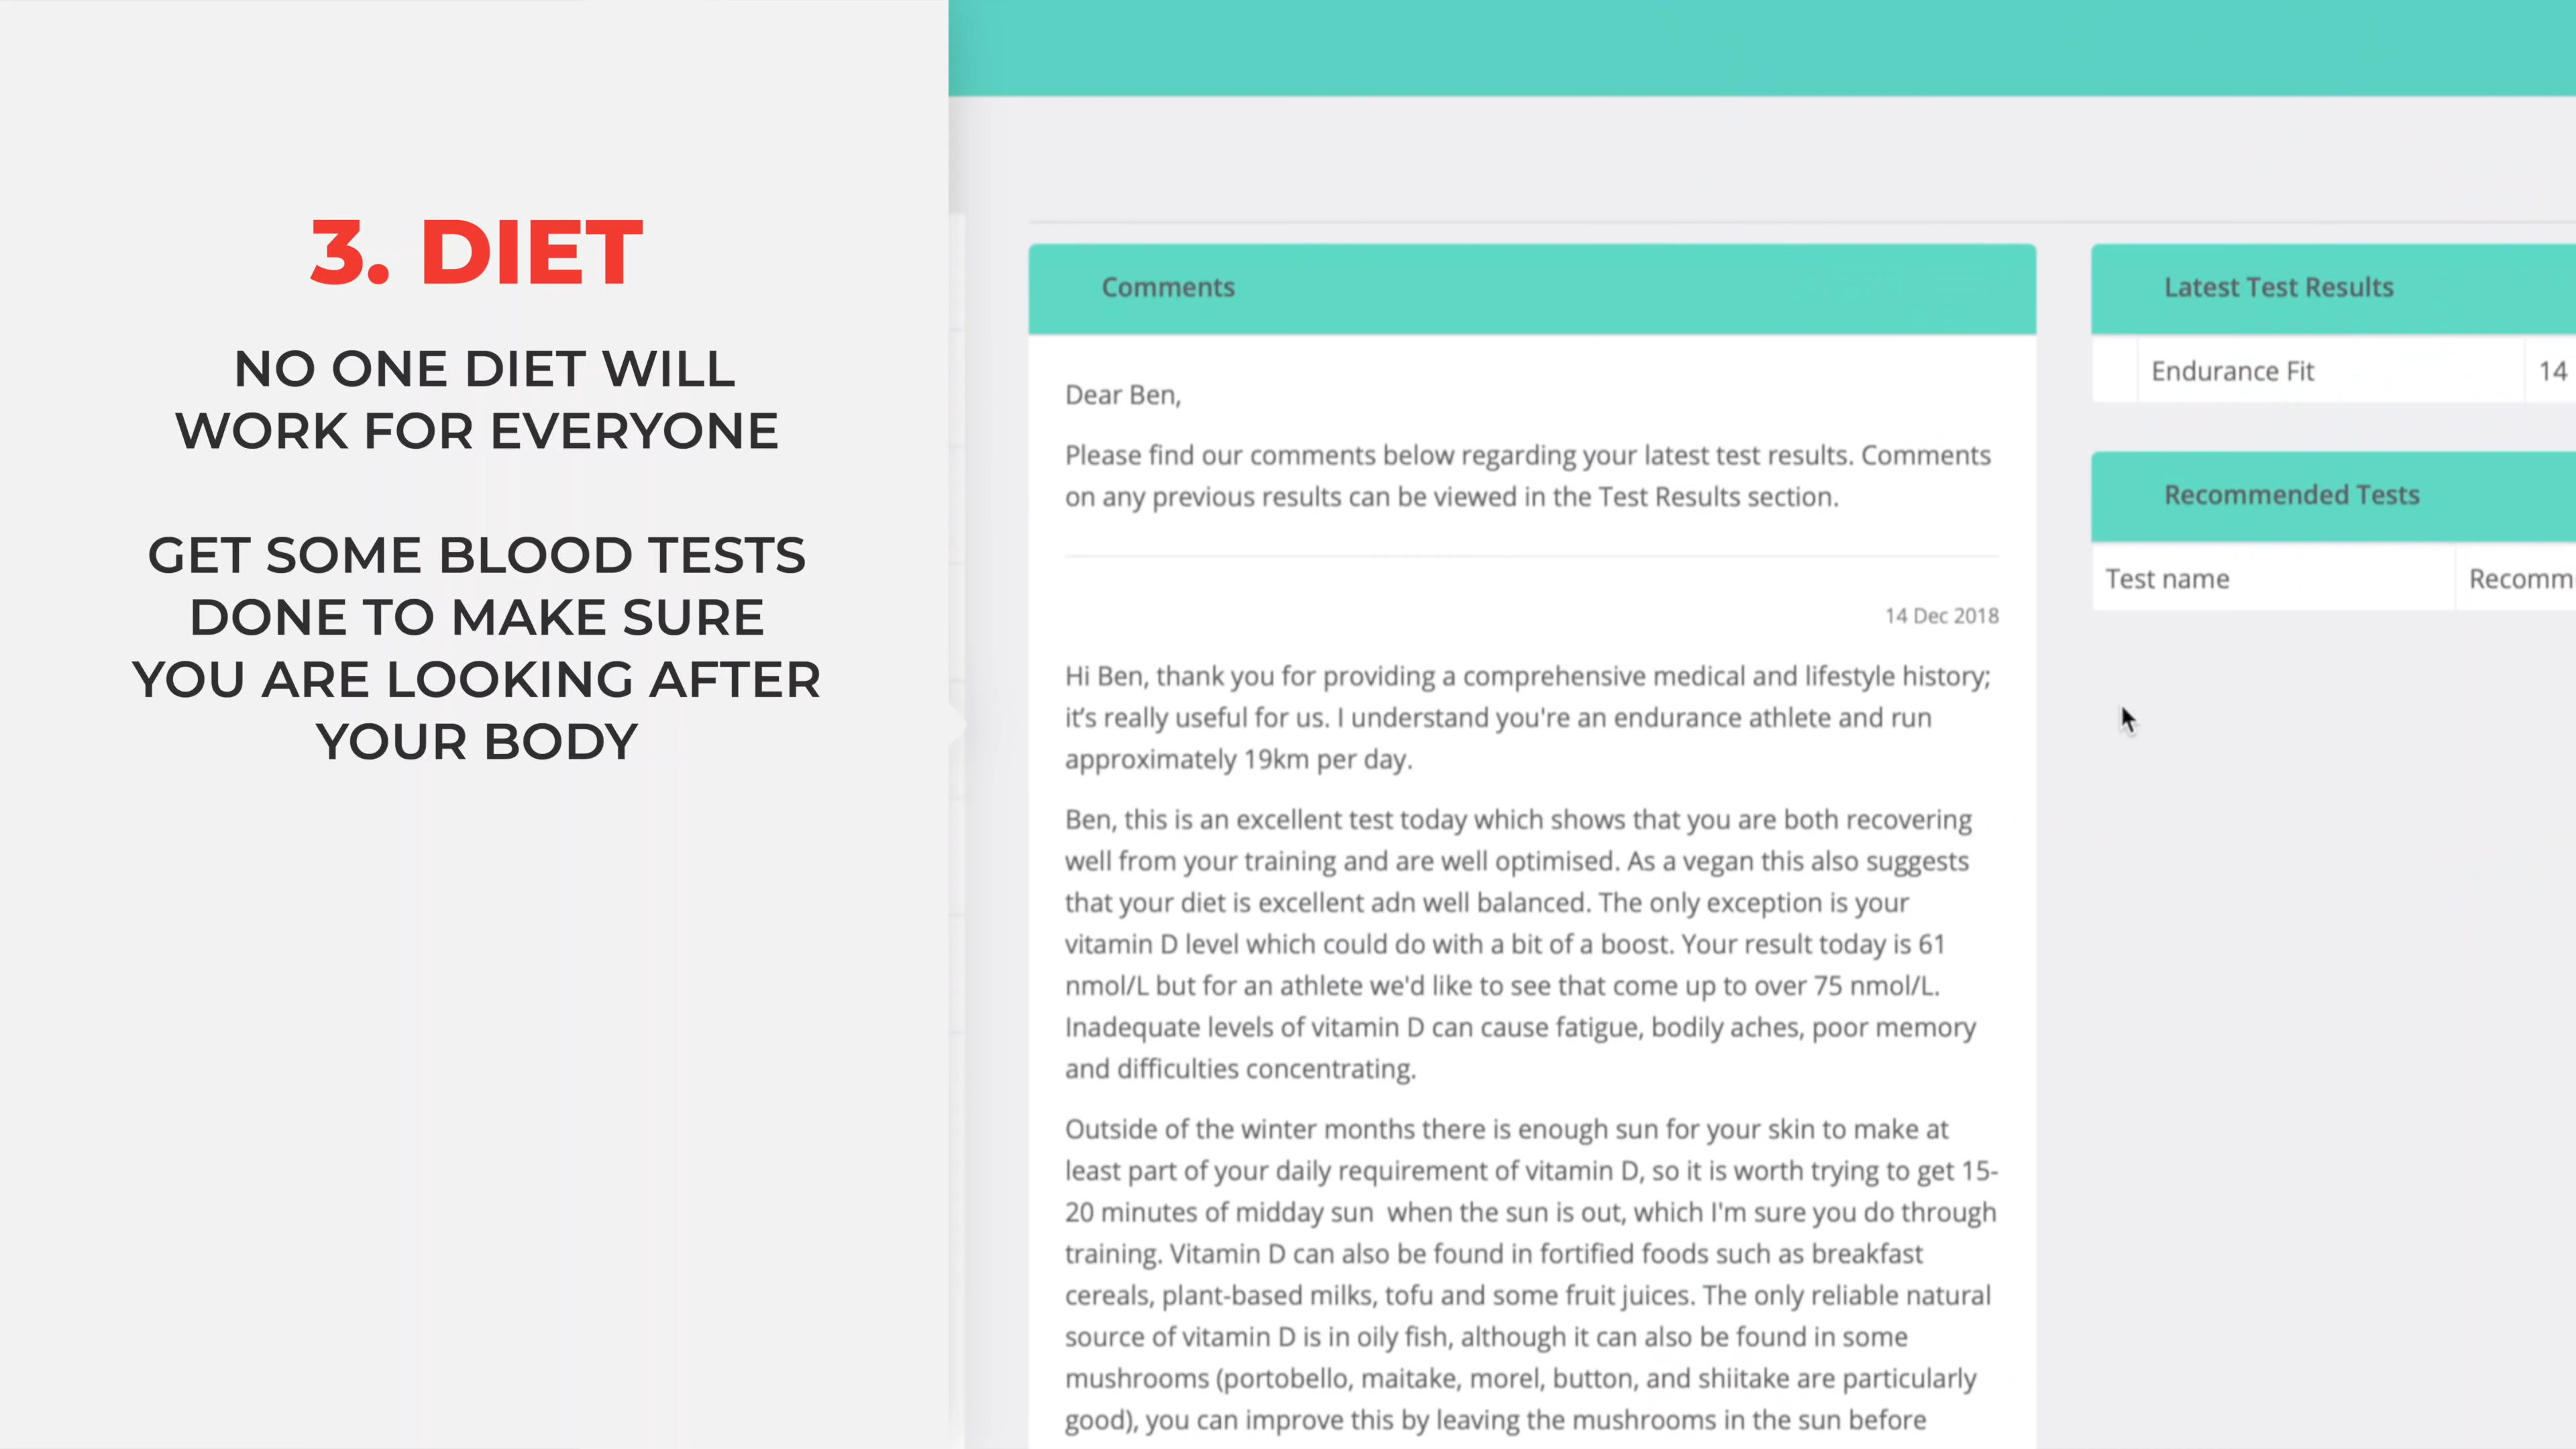 3. DIET
NO ONE DIET WILL
WORK FOR EVERYONE
GET SOME BLOOD TESTS
DONE TO MAKE SURE
YOU ARE LOOKING AFTER
YOUR BODY
Comments
Dear Ben,
Please find our comments below regarding your latest test results. Comments
on any previous results can be viewed in the Test Results section.
14 Dec 2018
Hi Ben, thank you for providing a comprehensive medical and lifestyle history;
it's really useful for us. I understand you're an endurance athlete and run
approximately 19km per day.
Ben, this is an excellent test today which shows that you are both recovering
well from your training and are well optimised. As a vegan this also suggests
that your diet is excellent adn well balanced. The only exception is your
vitamin D level which could do with a bit of a boost. Your result today is 61
nmol/L but for an athlete we'd like to see that come up to over 75 nmol/L.
Inadequate levels of vitamin D can cause fatigue, bodily aches, poor memory
and difficulties concentrating.
Outside of the winter months there is enough sun for your skin to make at
least part of your daily requirement of vitamin D, so it is worth trying to get 15-
20 minutes of midday sun  when the sun is out, which I'm sure you do through
training. Vitamin D can also be found in fortified foods such as breakfast
cereals, plant-based milks, tofu and some fruit juices. The only reliable natural
source of vitamin D is in oily fish, although it can also be found in some
mushrooms (portobello, maitake, morel, button, and shiitake are particularly
good), you can improve this by leaving the mushrooms in the sun before
Latest Test Results
Endurance Fit
14
Recommended Tests
Test name
Recomm